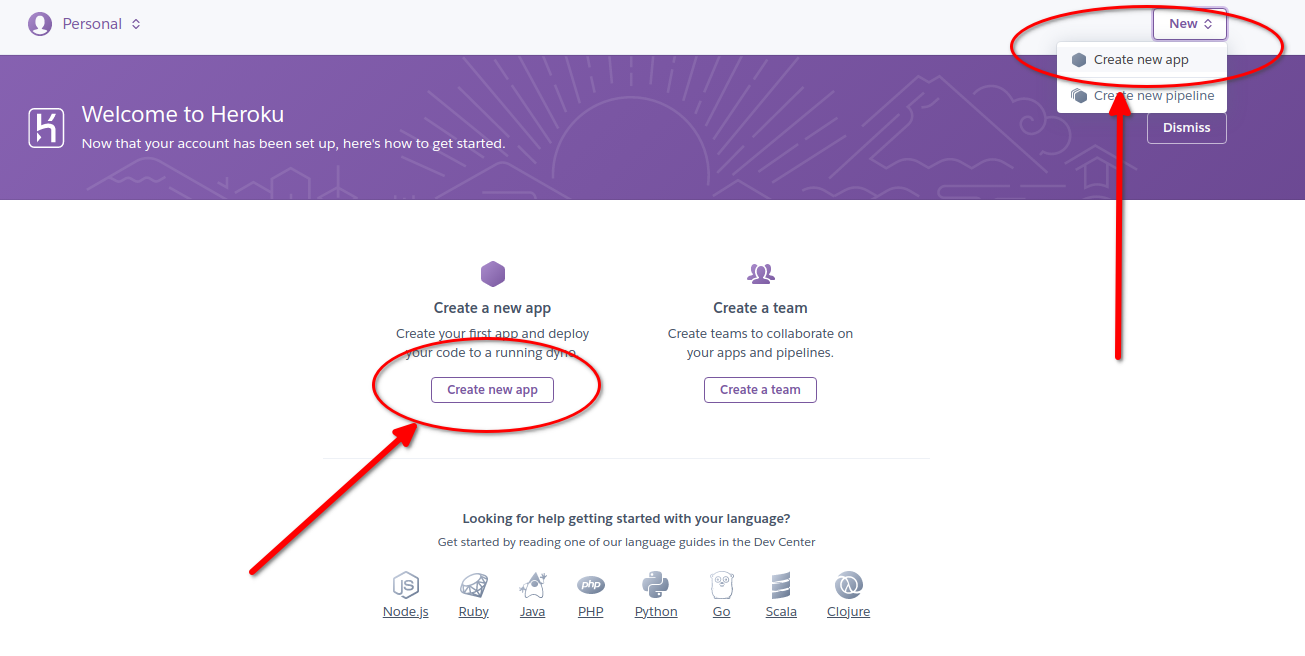 Personal
New
Create new app
Create new pipeline
Welcome to Heroku
Now that your account has been set up, here's how to get started.
Dismiss
Create a new app
Create your first app and deploy
your code to a running dyno.
Create new app
Create a team
Create teams to collaborate on
your apps and pipelines.
Create a team
Looking for help getting started with your language?
Get started by reading one of our language guides in the Dev Center
JS
php
Node.js Ruby Java PHP Python Go Scala Clojure